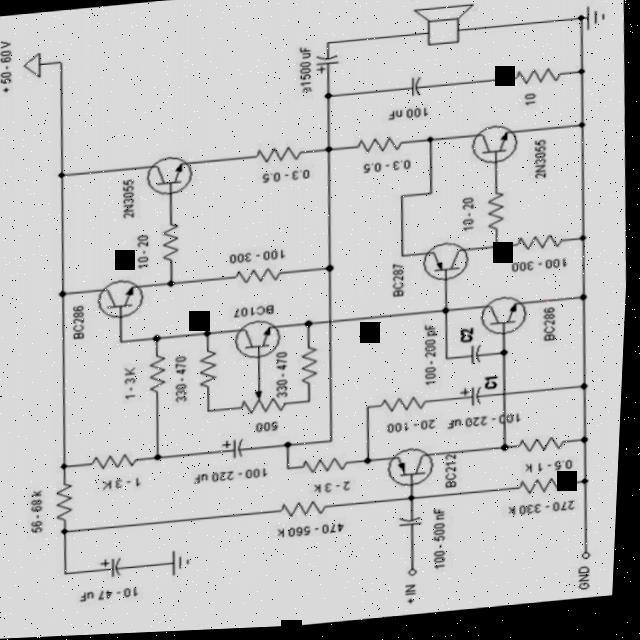 + 50 - 60 V
≥1500 uF
100 nF
10
0.3 - 0.5
0.3 - 0.5
2N3055
2N3055
10 - 20
10 - 20
100 - 300
100 - 300
BC286
BC287
BC107
BC286
1 - 3 K
330 - 470
330 - 470
500
100 - 200 pF
C2
C1
100 - 220 uF
20 - 100
1 - 3 K
100 - 220 uF
2 - 3 K
BC212
0.5 - 1 K
56 - 68 k
470 - 560 k
270 - 330 k
100 - 500 nF
10 - 47 uF
+ IN
GND